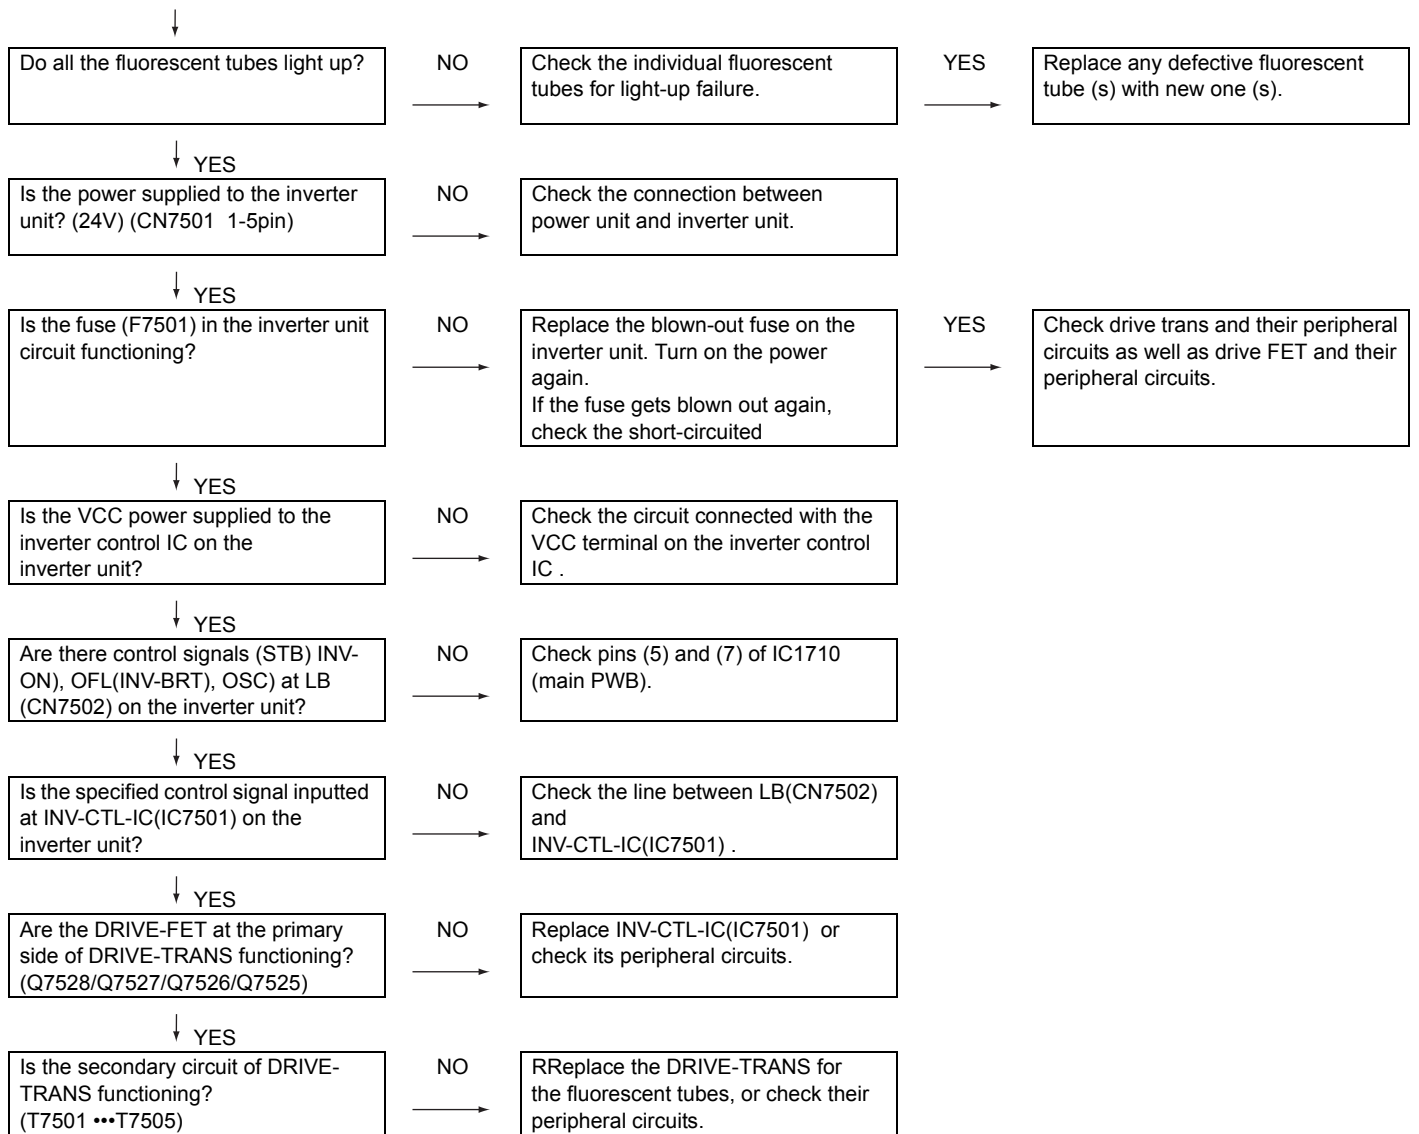 Do all the fluorescent tubes light up?
NO
Check the individual fluorescent
tubes for light-up failure.
YES
Replace any defective fluorescent
tube (s) with new one (s).
YES
Is the power supplied to the inverter
unit? (24V) (CN7501 1-5pin)
NO
Check the connection between
power unit and inverter unit.
YES
Is the fuse (F7501) in the inverter unit
circuit functioning?
NO
Replace the blown-out fuse on the
inverter unit. Turn on the power
again.
If the fuse gets blown out again,
check the short-circuited
YES
Check drive trans and their peripheral
circuits as well as drive FET and their
peripheral circuits.
YES
Is the VCC power supplied to the
inverter control IC on the
inverter unit?
NO
Check the circuit connected with the
VCC terminal on the inverter control
IC .
YES
Are there control signals (STB) INV-
ON), OFL(INV-BRT), OSC) at LB
(CN7502) on the inverter unit?
NO
Check pins (5) and (7) of IC1710
(main PWB).
YES
Is the specified control signal inputted
at INV-CTL-IC(IC7501) on the
inverter unit?
NO
Check the line between LB(CN7502)
and
INV-CTL-IC(IC7501) .
YES
Are the DRIVE-FET at the primary
side of DRIVE-TRANS functioning?
(Q7528/Q7527/Q7526/Q7525)
NO
Replace INV-CTL-IC(IC7501) or
check its peripheral circuits.
YES
Is the secondary circuit of DRIVE-
TRANS functioning?
(T7501 •••T7505)
NO
RReplace the DRIVE-TRANS for
the fluorescent tubes, or check their
peripheral circuits.